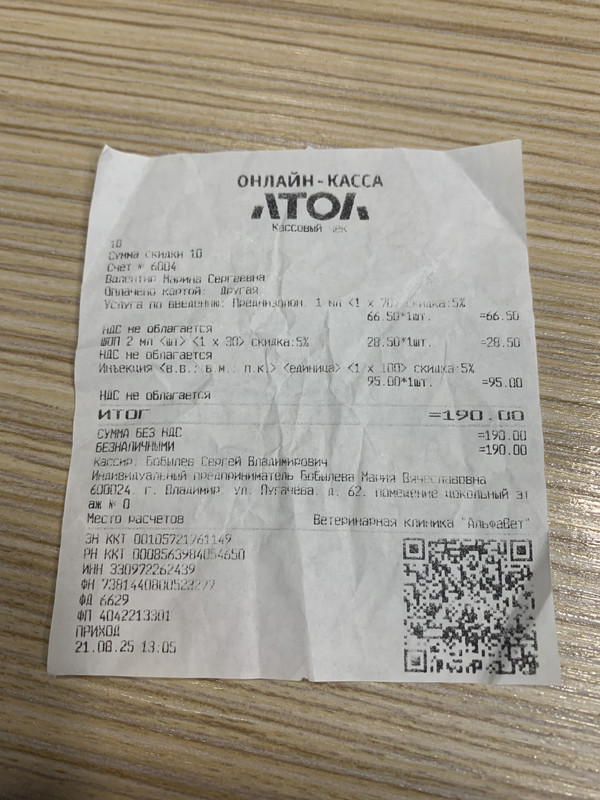 ОНЛАЙН-КАССА
АТОЛ
Кассовый чек
10
Сумма скидки 10
Счет № 6004
Валентир Марина Сергеевна
Оплачено картой: Другая
Услуга по введению: Преднизолон, 1 мл <1 x 70> скидка:5%
66.50*1шт. =66.50
НДС не облагается
ШОП 2 мл <шт> <1 x 30> скидка:5% 28.50*1шт. =28.50
НДС не облагается
Инъекция <в.в.; в м.; п.к.> <единица> <1 x 100> скидка:5%
95.00*1шт. =95.00
НДС не облагается
ИТОГ =190.00
СУММА БЕЗ НДС =190.00
БЕЗНАЛИЧНЫМИ =190.00
Кассир: Бобылев Сергей Владимирович
Индивидуальный предприниматель Бобылева Мария Вячеславовна
600024, г. Владимир, ул. Пугачева, д. 62, помещение цокольный эт
аж № 0
Место расчетов Ветеринарная клиника "АльфаВет"
ЗН ККТ 00105721761149
РН ККТ 0008563984054650
ИНН 330972262439
ФН
ФД 6629
ФП 4042213301
ПРИХОД
21.08.25 13:05